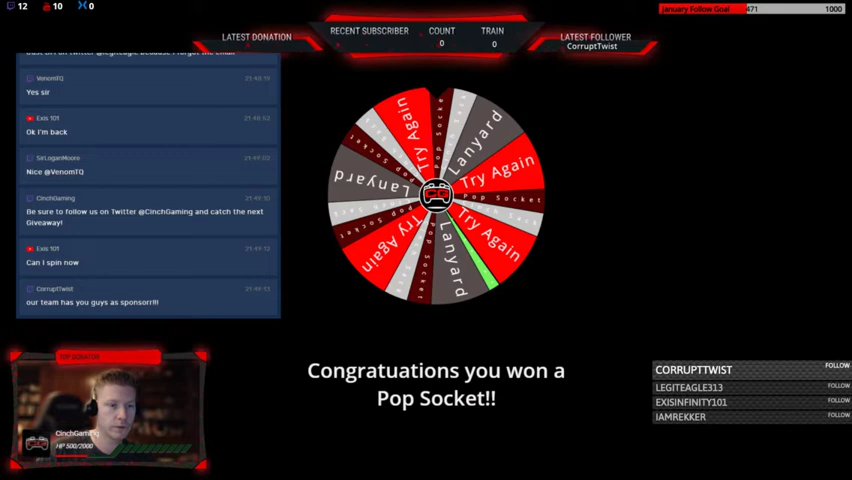 12 10 0
LATEST DONATION
RECENT SUBSCRIBER
COUNT
0
TRAIN
0
LATEST FOLLOWER
CorruptTwist
January Follow Goal 471 1000
VenomTQ 21:48:19
Yes sir
Exis 101 21:48:52
Ok I'm back
SirLoganMoore 21:49:02
Nice @VenomTQ
CinchGaming 21:49:10
Be sure to follow us on Twitter @CinchGaming and catch the next
Giveaway!
Exis 101 21:49:12
Can I spin now
CorruptTwist 21:49:13
our team has you guys as sponsorr!!!
Try Again
Pop Socke
Lanyard
Try Again
Pop Socket
Try Again
Lanyard
Pop Socket
Try Again
Pop Socket
Lanyard
Pop Socket
Congratuations you won a
Pop Socket!!
TOP DONATOR
CinchGaming
HP 500/2000
CORRUPTTWIST FOLLOW
LEGITEAGLE313 FOLLOW
EXISINFINITY101 FOLLOW
IAMREKKER FOLLOW